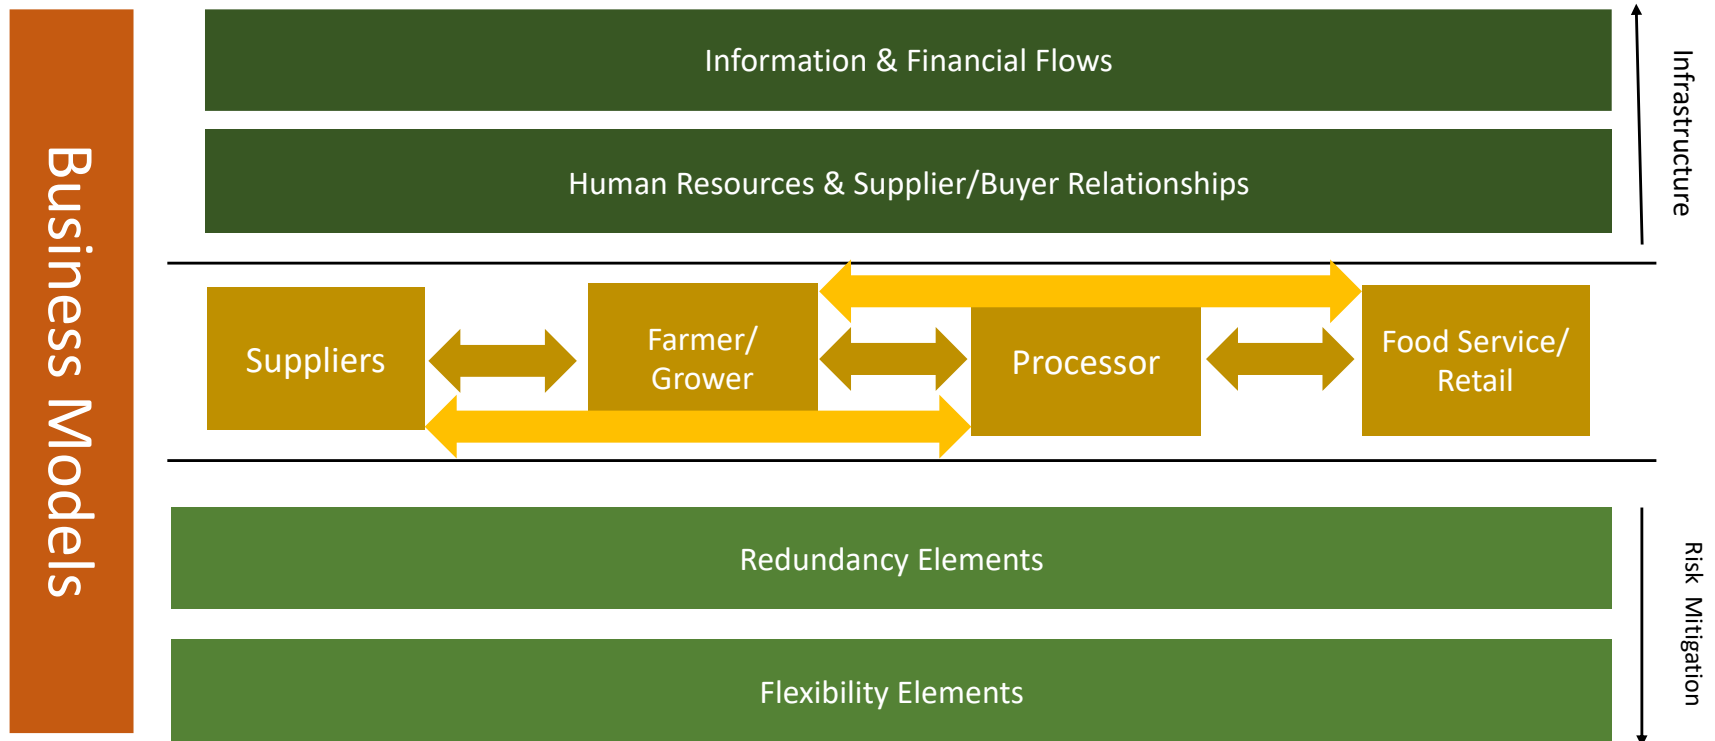 Business Models
Information & Financial Flows
Human Resources & Supplier/Buyer Relationships
Infrastructure
Suppliers
Farmer/
Grower
Processor
Food Service/
Retail
Redundancy Elements
Flexibility Elements
Risk Mitigation